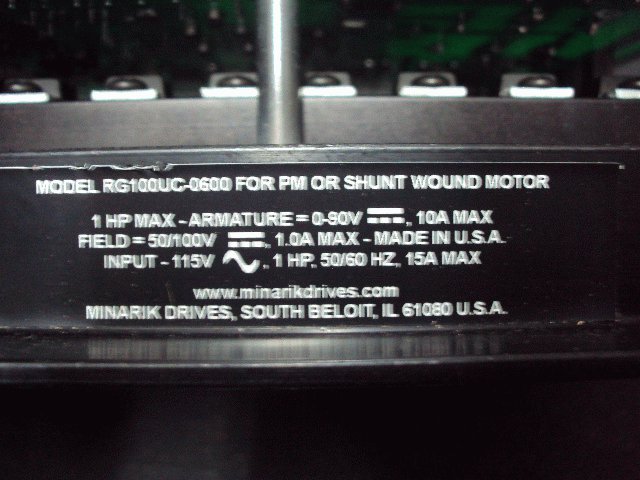 MODEL RG100UC-0600 FOR PM OR SHUNT WOUND MOTOR
1 HP MAX - ARMATURE = 0-90V ⎓, 10A MAX
FIELD = 50/100V ⎓, 1.0A MAX - MADE IN U.S.A.
INPUT - 115V ∿, 1 HP, 50/60 HZ, 15A MAX
www.minarikdrives.com
MINARIK DRIVES, SOUTH BELOIT, IL 61080 U.S.A.